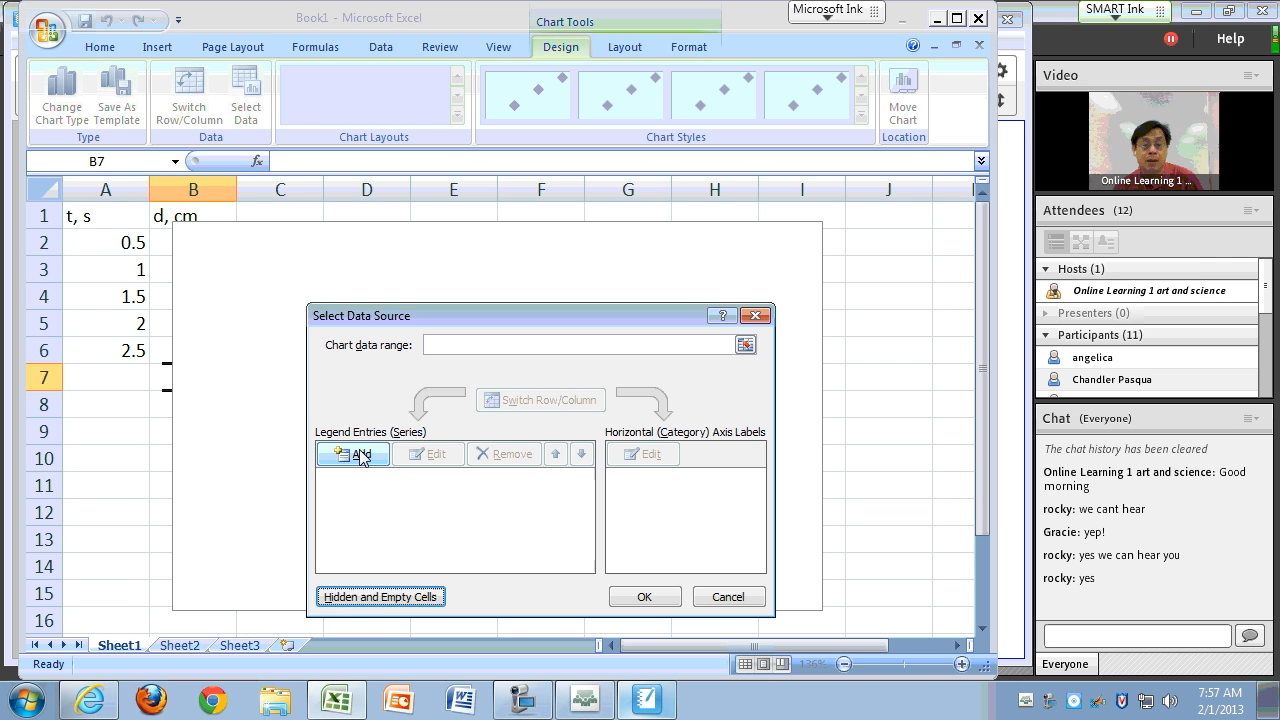 Book1 - Microsoft Excel
Chart Tools
Microsoft Ink
SMART Ink
Home Insert Page Layout Formulas Data Review View Design Layout Format
Help
Change Chart Type
Save As Template
Switch Row/Column
Select Data
Move Chart
Type Data Chart Layouts Chart Styles Location
B7
fx
A B C D E F G H I J
1 t, s d, cm
2 0.5
3 1
4 1.5
5 2
6 2.5
7
8
9
10
11
12
13
14
15
16
Select Data Source
?
Chart data range:
Switch Row/Column
Legend Entries (Series)
Horizontal (Category) Axis Labels
Edit Remove
Edit
Hidden and Empty Cells
OK Cancel
Sheet1 Sheet2 Sheet3
Ready
136%
Video
Online Learning 1 ...
Attendees (12)
Hosts (1)
Online Learning 1 art and science
Presenters (0)
Participants (11)
angelica
Chandler Pasqua
Chat (Everyone)
The chat history has been cleared
Online Learning 1 art and science: Good
morning
rocky: we cant hear
Gracie: yep!
rocky: yes we can hear you
rocky: yes
Everyone
7:57 AM
2/1/2013